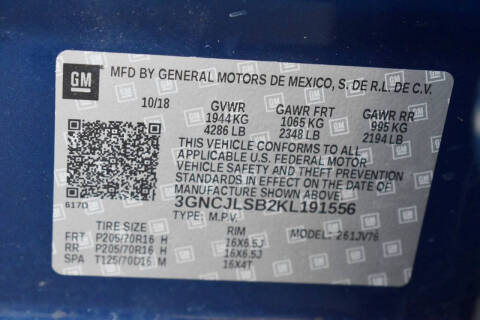 GM MFD BY GENERAL MOTORS DE MEXICO, S. DE R.L. DE C.V.
10/18 GVWR GAWR FRT GAWR RR
1944 KG 1065 KG 995 KG
4286 LB 2348 LB 2194 LB
THIS VEHICLE CONFORMS TO ALL
APPLICABLE U.S. FEDERAL MOTOR
VEHICLE SAFETY AND THEFT PREVENTION
STANDARDS IN EFFECT ON THE DATE OF
MANUFACTURE SHOWN ABOVE.
617O 3GNCJLSB2KL191556
TYPE: M.P.V.
TIRE SIZE RIM MODEL: 261JV76
FRT P205/70R16 H 16X6.5J
RR P205/70R16 H 16X6.5J
SPA T125/70D16 M 16X4T